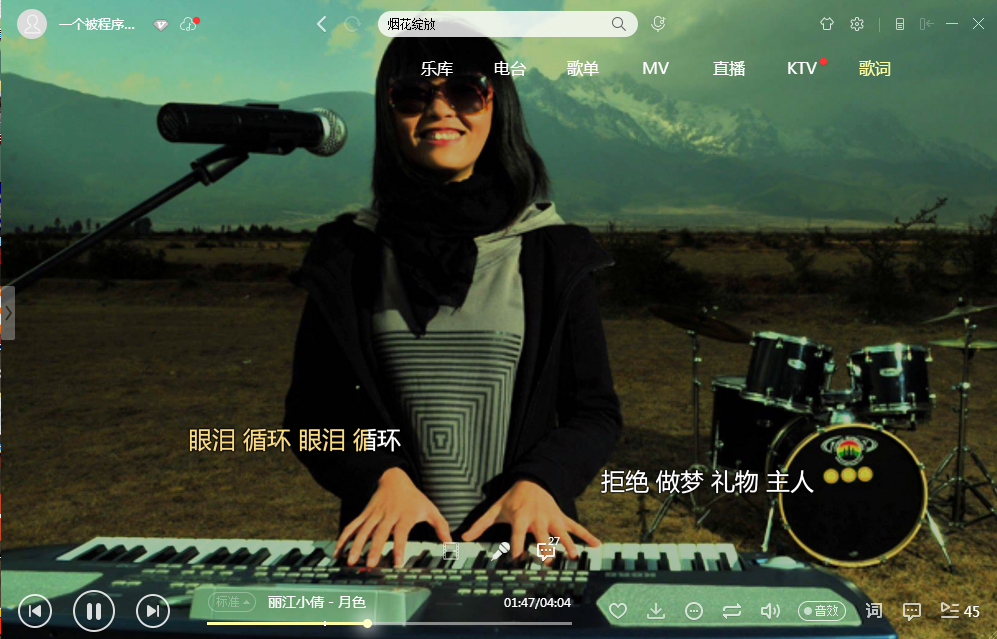 一个被程序...
烟花绽放
乐库 电台 歌单 MV 直播 KTV 歌词
眼泪 循环 眼泪 循环
拒绝 做梦 礼物 主人
27
标准 丽江小倩 - 月色 01:47/04:04
音效 词 45